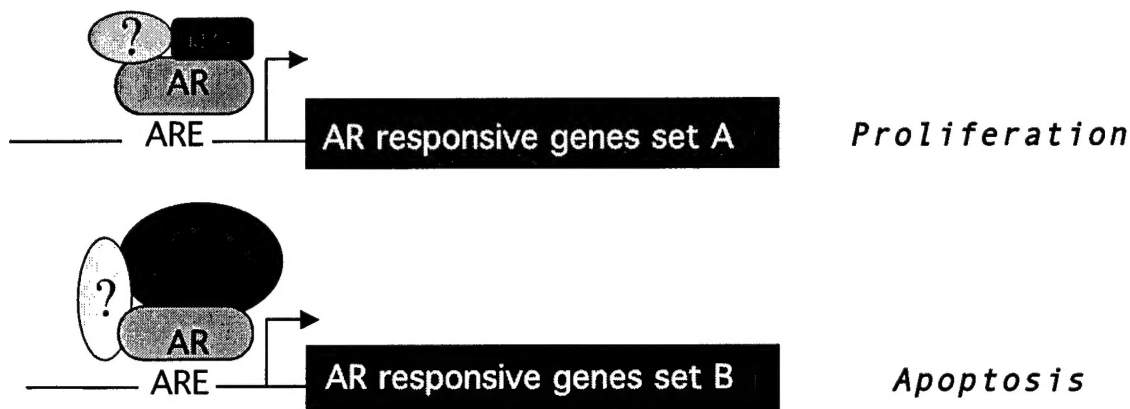 ?
AR
ARE
AR responsive genes set A
Proliferation
?
AR
ARE
AR responsive genes set B
Apoptosis